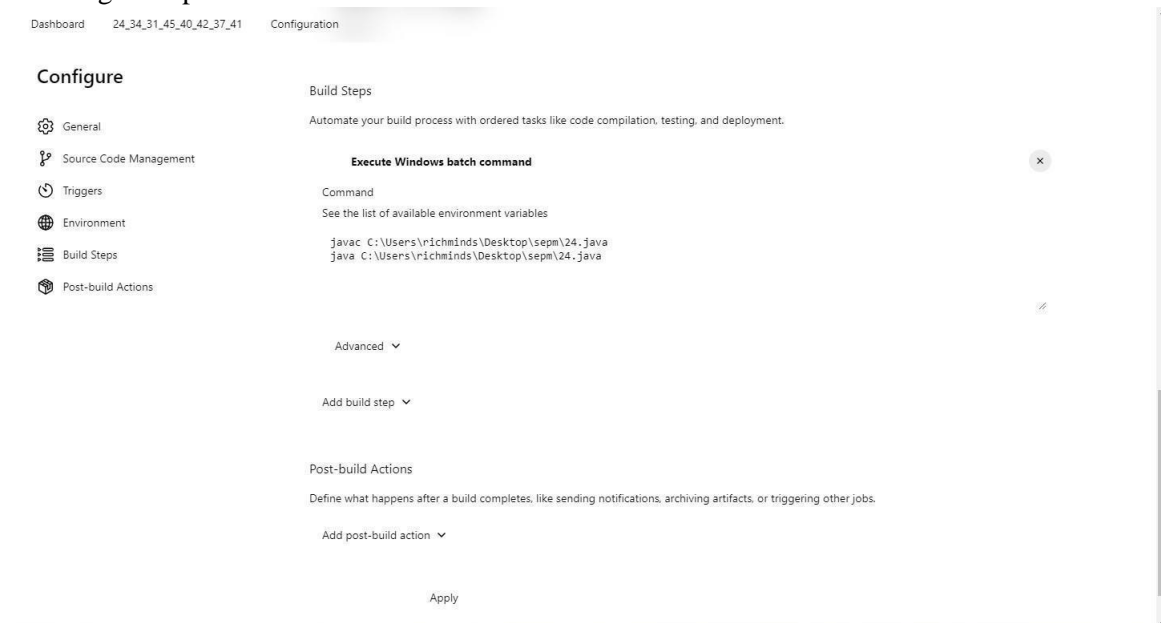 Dashboard 24_34_31_45_40_42_37_41 Configuration
Configure
General
Source Code Management
Triggers
Environment
Build Steps
Post-build Actions
Build Steps
Automate your build process with ordered tasks like code compilation, testing, and deployment.
Execute Windows batch command
Command
See the list of available environment variables
javac C:\Users\richminds\Desktop\sepm\24.java
java C:\Users\richminds\Desktop\sepm\24.java
Advanced
Add build step
Post-build Actions
Define what happens after a build completes, like sending notifications, archiving artifacts, or triggering other jobs.
Add post-build action
Apply